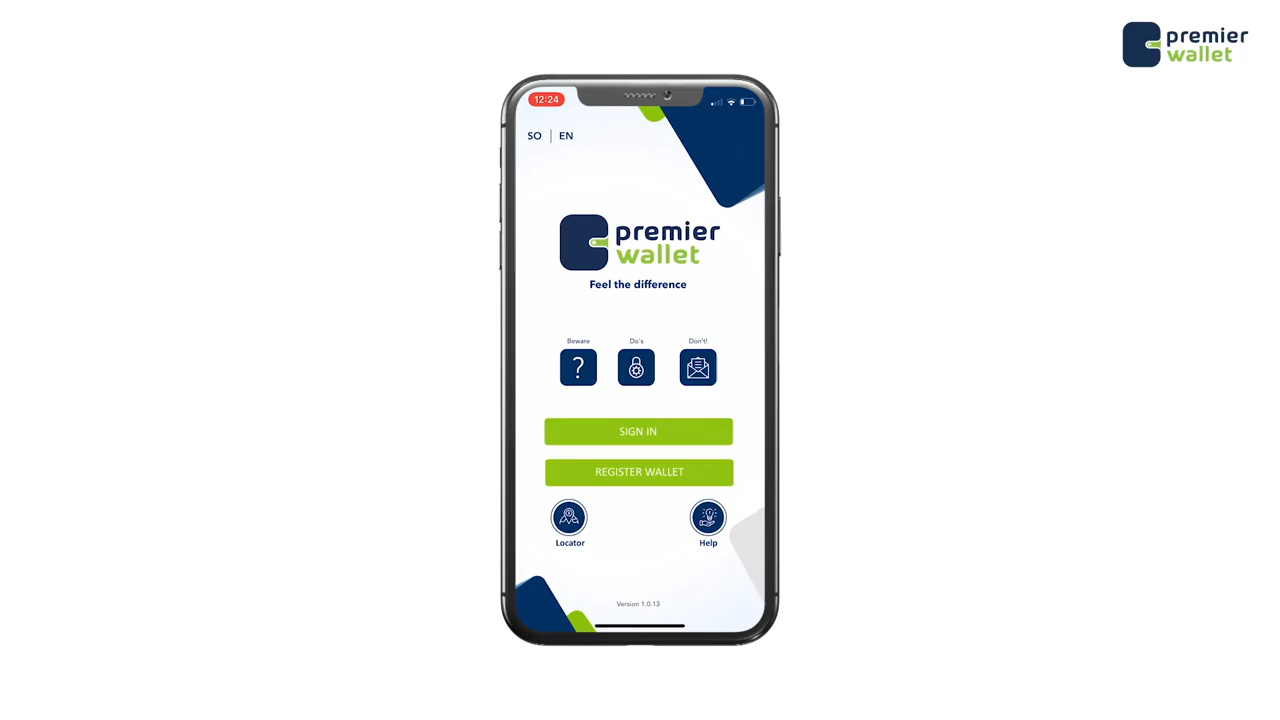 premier
wallet
12:24
SO | EN
premier
wallet
Feel the difference
Beware
Do's
Don't!
?
SIGN IN
REGISTER WALLET
Locator
Help
Version 1.0.13